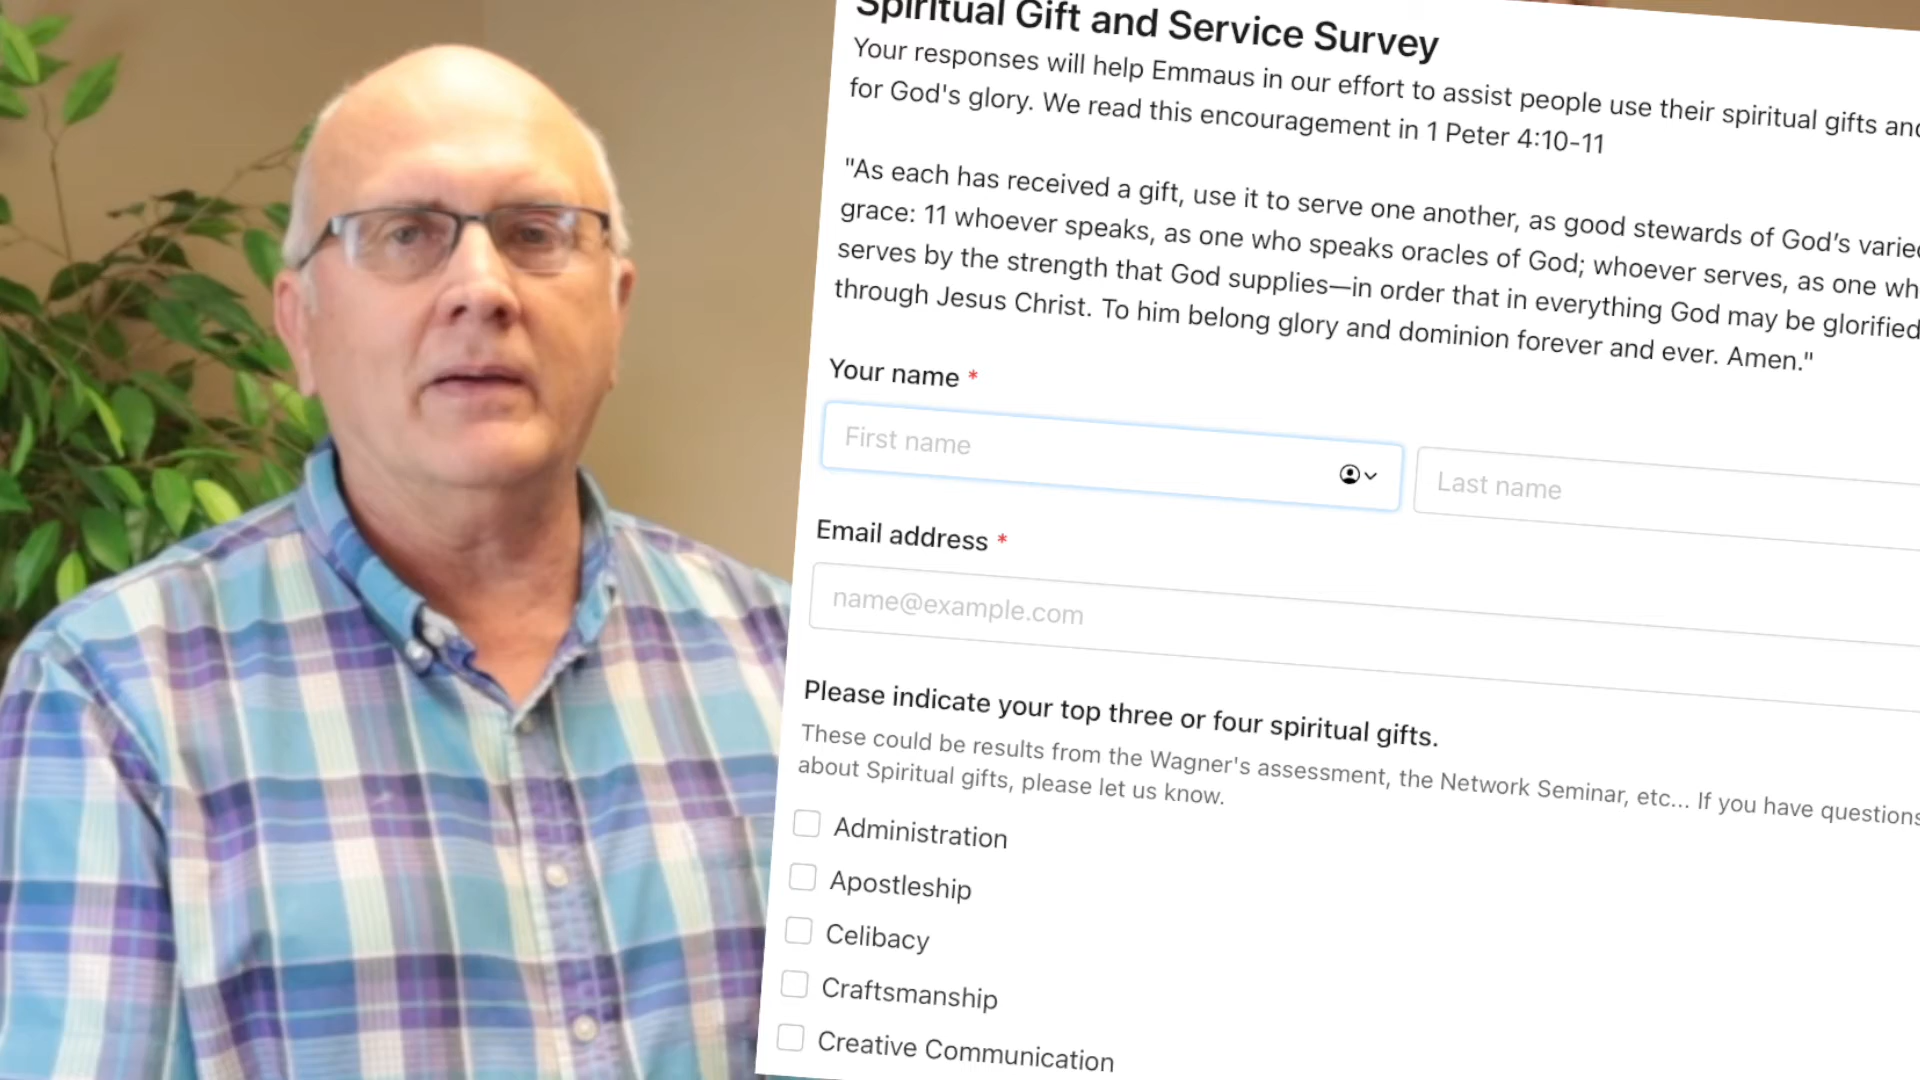 Spiritual Gift and Service Survey
Your responses will help Emmaus in our effort to assist people use their spiritual gifts
for God's glory. We read this encouragement in 1 Peter 4:10-11
"As each has received a gift, use it to serve one another, as good stewards of God's
grace: 11 whoever speaks, as one who speaks oracles of God; whoever serves, as one
serves by the strength that God supplies—in order that in everything God may be glorified
through Jesus Christ. To him belong glory and dominion forever and ever. Amen."
Your name *
First name
Last name
Email address *
name@example.com
Please indicate your top three or four spiritual gifts.
These could be results from the Wagner's assessment, the Network Seminar, etc... If you have questions
about Spiritual gifts, please let us know.
Administration
Apostleship
Celibacy
Craftsmanship
Creative Communication